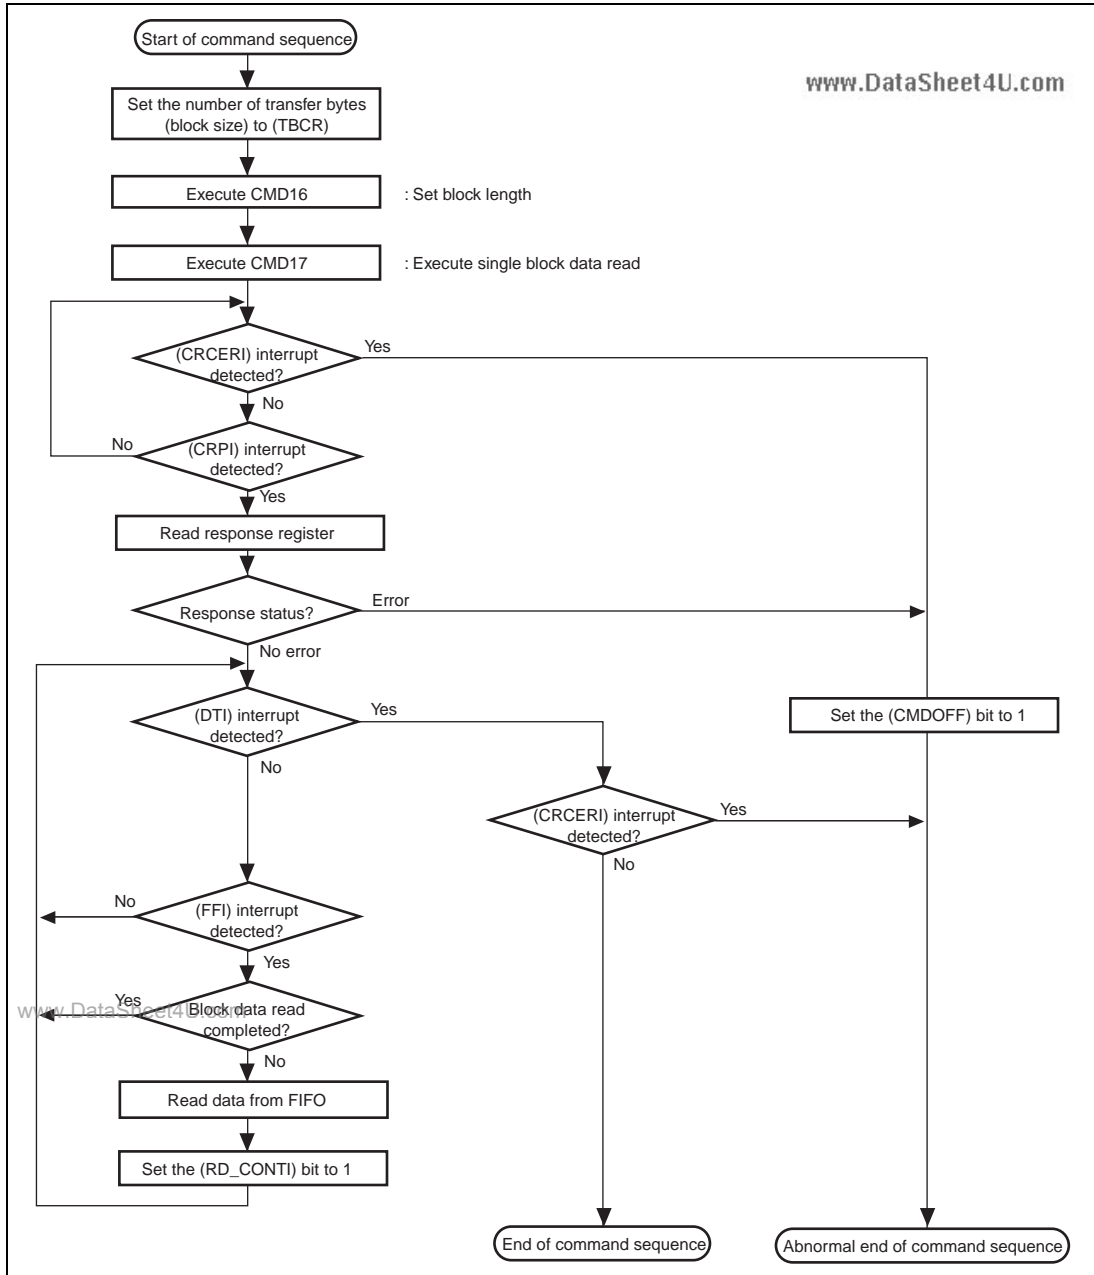 Start of command sequence
www.DataSheet4U.com
Set the number of transfer bytes
(block size) to (TBCR)
Execute CMD16
: Set block length
Execute CMD17
: Execute single block data read
(CRCERI) interrupt
detected?
Yes
No
(CRPI) interrupt
detected?
No
Yes
Read response register
Response status?
Error
No error
(DTI) interrupt
detected?
Yes
No
Set the (CMDOFF) bit to 1
(CRCERI) interrupt
detected?
Yes
No
(FFI) interrupt
detected?
No
Yes
www.DataSheet4U.com
Block data read
completed?
Yes
No
Read data from FIFO
Set the (RD_CONTI) bit to 1
End of command sequence
Abnormal end of command sequence